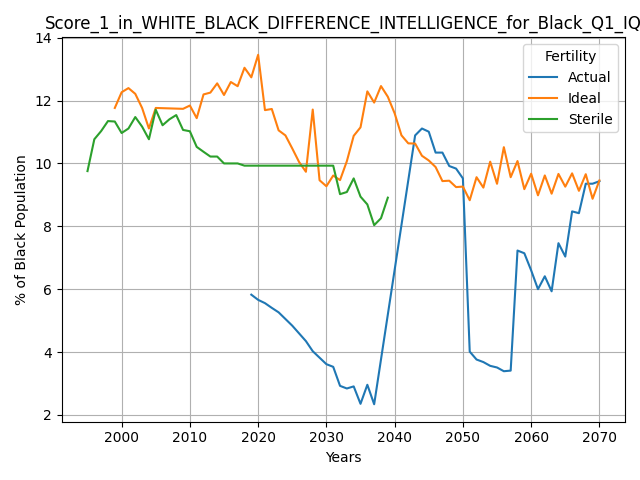 Score_1_in_WHITE_BLACK_DIFFERENCE_INTELLIGENCE_for_Black_Q1_IQ
14
12
10
8
6
4
2
% of Black Population
Fertility
Actual
Ideal
Sterile
2000 2010 2020 2030 2040 2050 2060 2070
Years